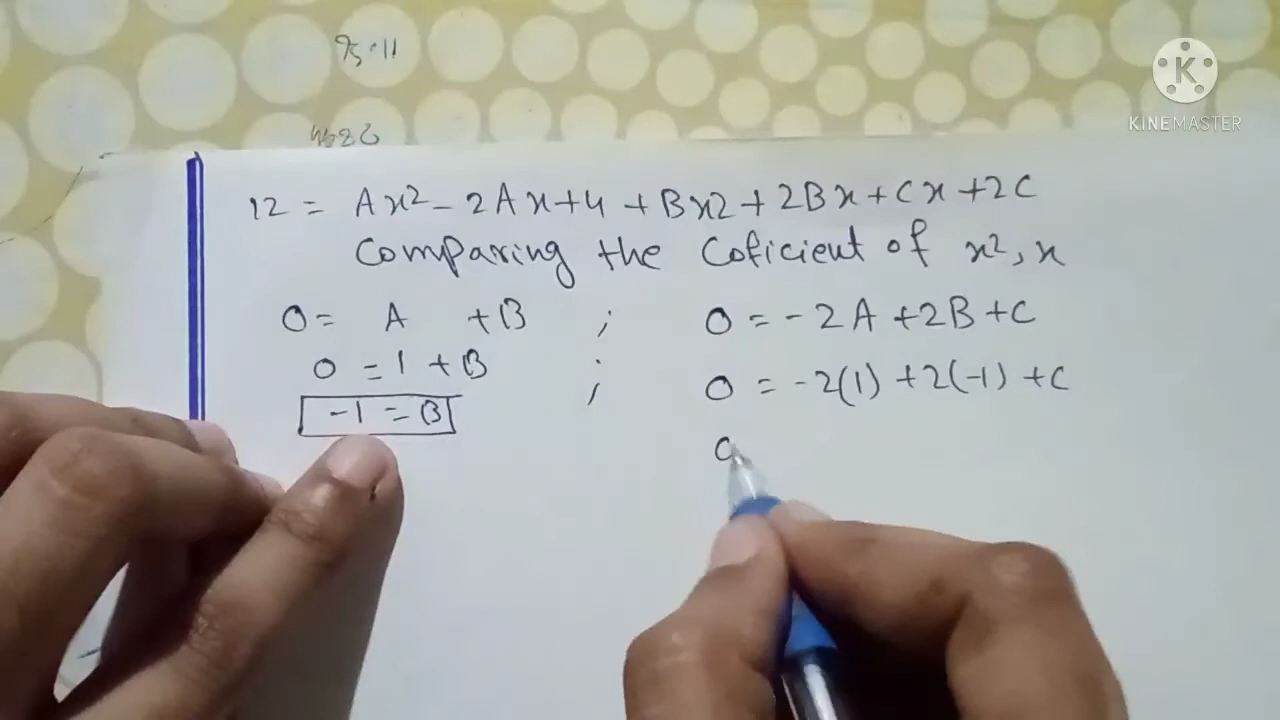 KINEMASTER
12 = Ax² - 2Ax + 4 + Bx2 + 2Bx + Cx + 2C
Comparing the Coficient of x², x
0 = A + B ; 0 = -2A + 2B + C
0 = 1 + B ; 0 = -2(1) + 2(-1) + C
-1 = B 0